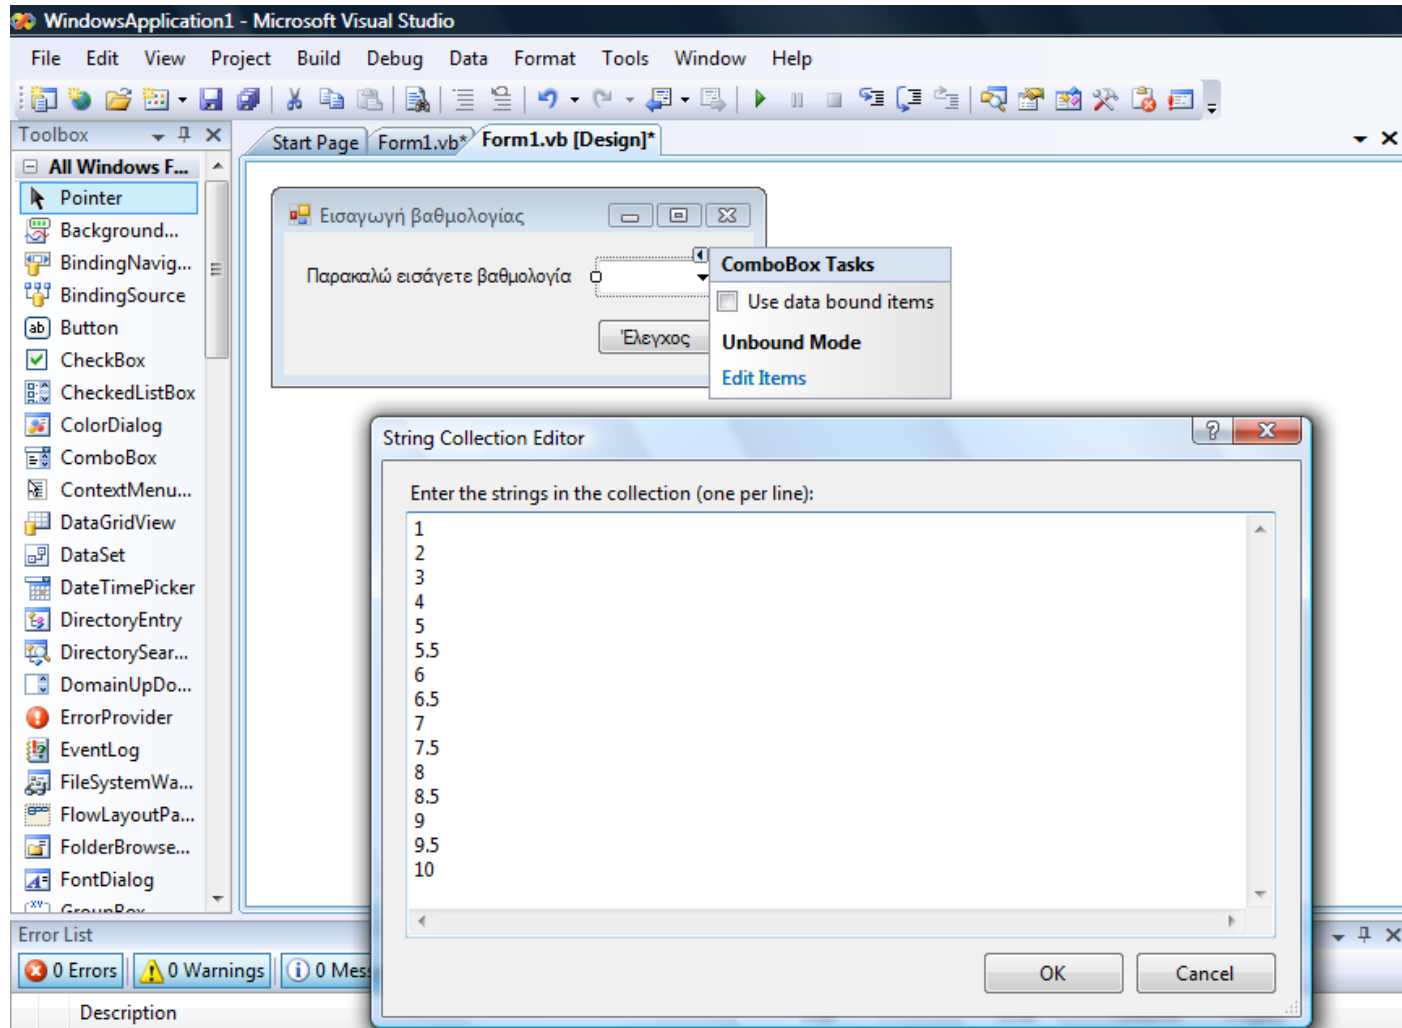 WindowsApplication1 - Microsoft Visual Studio
File Edit View Project Build Debug Data Format Tools Window Help
Toolbox
Start Page Form1.vb* Form1.vb [Design]*
All Windows F...
Pointer
Background...
BindingNavig...
BindingSource
Button
CheckBox
CheckedListBox
ColorDialog
ComboBox
ContextMenu...
DataGridView
DataSet
DateTimePicker
DirectoryEntry
DirectorySear...
DomainUpDo...
ErrorProvider
EventLog
FileSystemWa...
FlowLayoutPa...
FolderBrowse...
FontDialog
GroupBox
Εισαγωγή βαθμολογίας
Παρακαλώ εισάγετε βαθμολογία
Έλεγχος
ComboBox Tasks
Use data bound items
Unbound Mode
Edit Items
String Collection Editor
Enter the strings in the collection (one per line):
1
2
3
4
5
5.5
6
6.5
7
7.5
8
8.5
9
9.5
10
OK Cancel
Error List
0 Errors 0 Warnings 0 Mes
Description